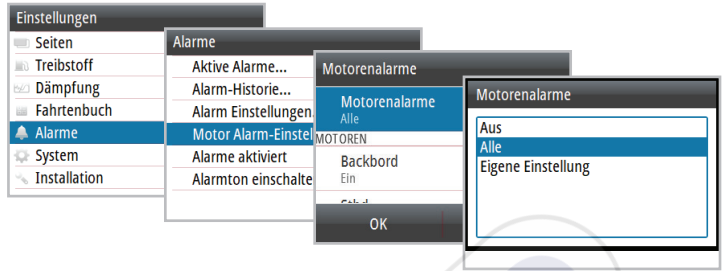 Einstellungen
Seiten
Treibstoff
Dämpfung
Fahrtenbuch
Alarme
System
Installation
Alarme
Aktive Alarme...
Alarm-Historie...
Alarm Einstellungen.
Motor Alarm-Einstel
Alarme aktiviert
Alarmton einschalte
Motorenalarme
Motorenalarme
Alle
MOTOREN
Backbord
Ein
OK
Motorenalarme
Aus
Alle
Eigene Einstellung